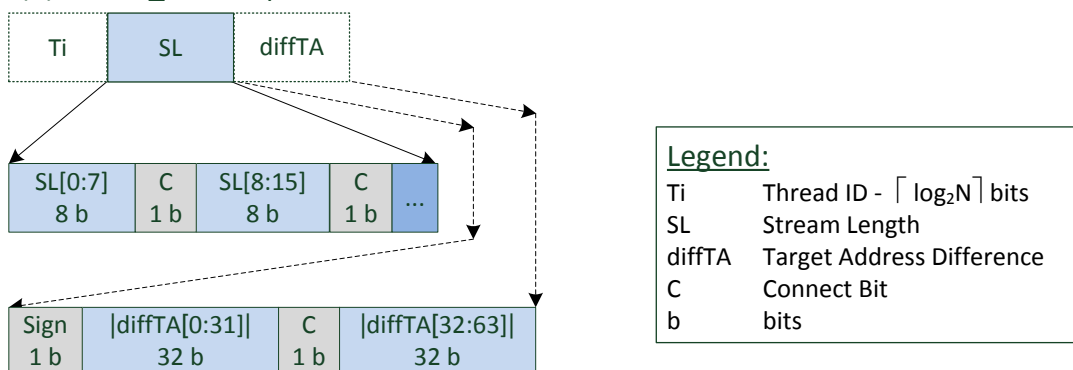 Ti SL diffTA
SL[0:7] C SL[8:15] C ...
8 b 1 b 8 b 1 b
Sign |diffTA[0:31]| C |diffTA[32:63]|
1 b 32 b 1 b 32 b
Legend:
Ti Thread ID - ⌈ log₂N ⌉ bits
SL Stream Length
diffTA Target Address Difference
C Connect Bit
b bits